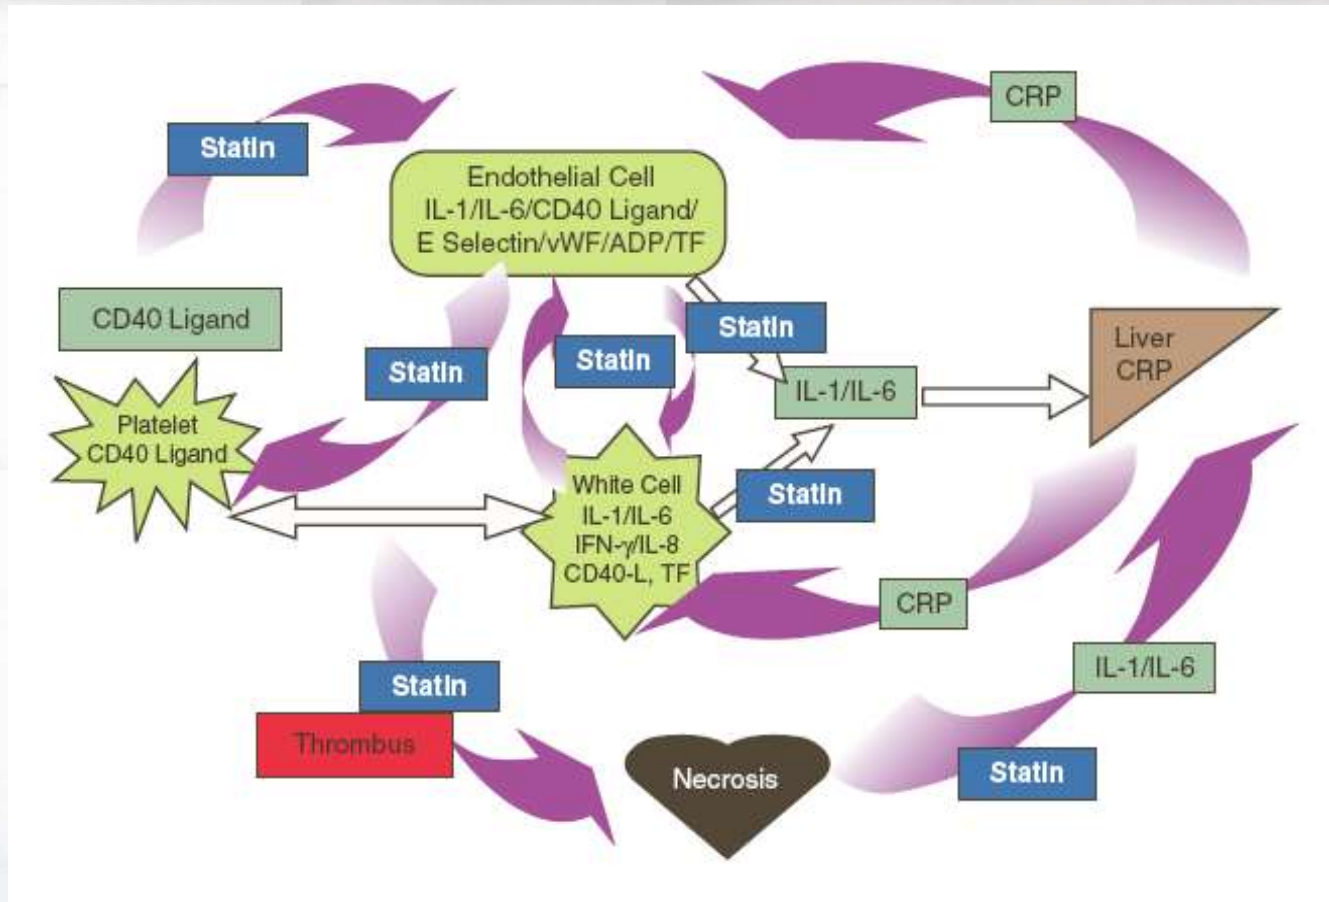 CRP
Statin
Endothelial Cell
IL-1/IL-6/CD40 Ligand/
E Selectin/vWF/ADP/TF
CD40 Ligand
Statin
Statin
Statin
Liver
CRP
IL-1/IL-6
Platelet
CD40 Ligand
White Cell
IL-1/IL-6
IFN-γ/IL-8
CD40-L, TF
Statin
CRP
IL-1/IL-6
Statin
Thrombus
Necrosis
Statin